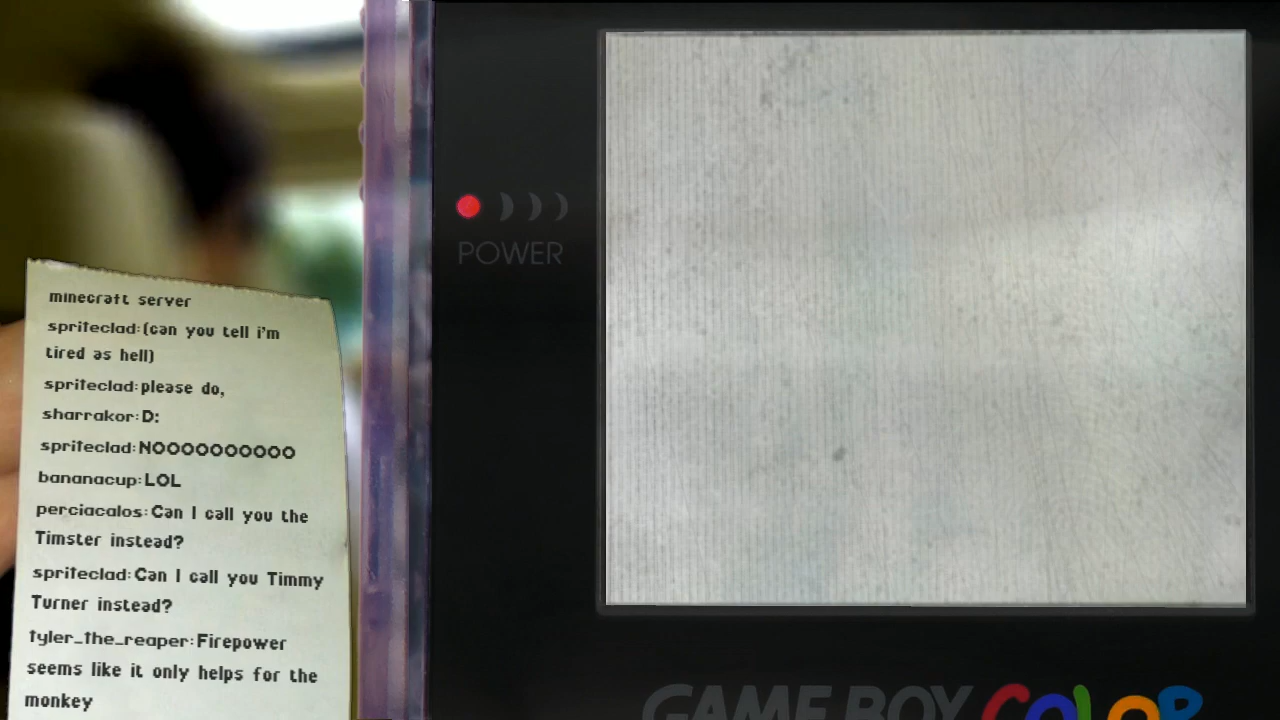 minecraft server
spriteclad:(can you tell i'm
tired as hell)
spriteclad:please do,
sharrakor:D:
spriteclad:NOOOOOOOOOO
bananacup:LOL
perciacalos:Can I call you the
Timster instead?
spriteclad:Can I call you Timmy
Turner instead?
tyler_the_reaper:Firepower
seems like it only helps for the
monkey
POWER
GAME BOY COLOR